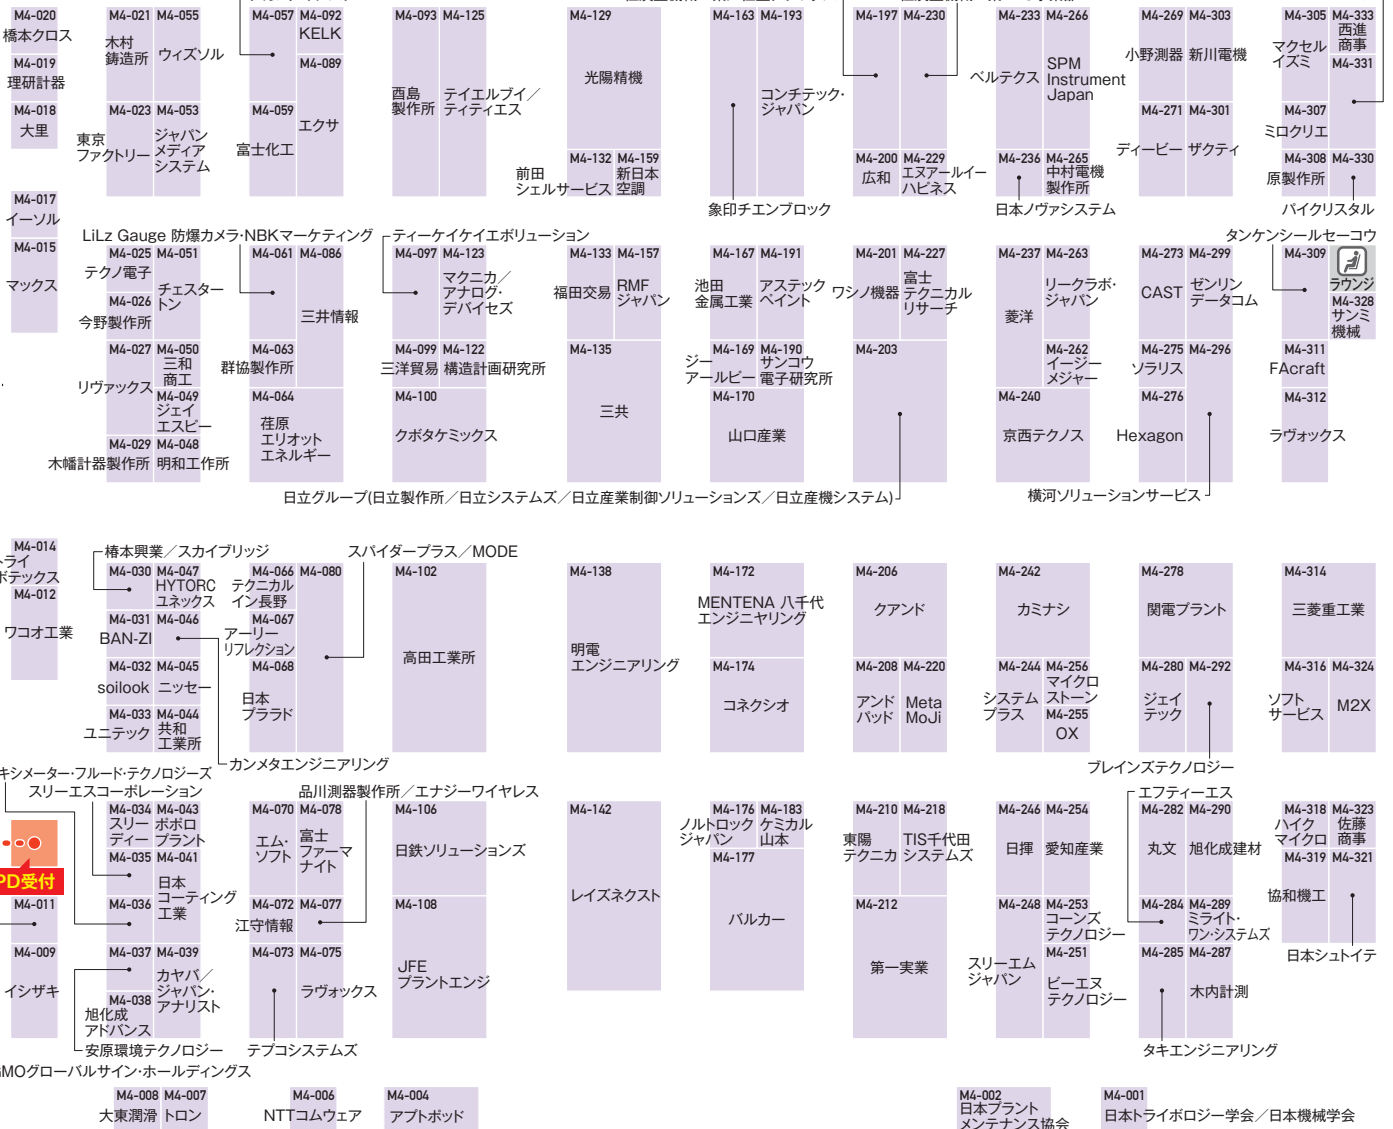 M4-020
橋本クロス
M4-019
理研計器
M4-018
大里
M4-017
イーソル
M4-015
マックス
M4-021
木村
鋳造所
M4-055
ウィズソル
M4-023
東京
ファクトリー
M4-053
ジャパン
メディア
システム
M4-057
M4-092
KELK
M4-089
エクサ
M4-059
富士化工
M4-093
酉島
製作所
M4-125
テイエルブイ／
ティティエス
M4-129
光陽精機
M4-132
前田
シェルサービス
M4-159
新日本
空調
M4-163
象印チエンブロック
M4-193
コンチテック・
ジャパン
M4-197
M4-230
M4-200
広和
M4-229
エヌアールイー
ハピネス
M4-233
ベルテクス
M4-266
SPM
Instrument
Japan
M4-236
日本ノヴァシステム
M4-265
中村電機
製作所
M4-269
小野測器
M4-303
新川電機
M4-271
ディービー
M4-301
ザクティ
M4-305
マクセル
イズミ
M4-333
西進
商事
M4-331
M4-307
ミロクリエ
M4-308
原製作所
M4-330
パイクリスタル
LiLz Gauge 防爆カメラ・NBKマーケティング
ティーケイケイエボリューション
タンケンシールセーコウ
M4-025
テクノ電子
M4-051
チェスター
トン
M4-026
今野製作所
M4-027
リヴァックス
M4-050
三和
商工
M4-049
ジェイ
エスビー
M4-029
木幡計器製作所
M4-048
明和工作所
M4-061
M4-086
三井情報
M4-063
群協製作所
M4-064
荏原
エリオット
エネルギー
M4-097
M4-123
マクニカ／
アナログ・
デバイセズ
M4-099
三洋貿易
M4-122
構造計画研究所
M4-100
クボタケミックス
M4-133
福田交易
M4-157
RMF
ジャパン
M4-135
三共
M4-167
池田
金属工業
M4-191
アステック
ペイント
M4-169
ジー
アールビー
M4-190
サンコウ
電子研究所
M4-170
山口産業
M4-201
ワシノ機器
M4-227
富士
テクニカル
リサーチ
M4-203
M4-237
菱洋
M4-263
リークラボ・
ジャパン
M4-262
イージー
メジャー
M4-240
京西テクノス
M4-273
CAST
M4-299
ゼンリン
データコム
M4-275
ソラリス
M4-296
M4-276
Hexagon
M4-309
ラウンジ
M4-328
サンミ
機械
M4-311
FAcraft
M4-312
ラヴォックス
日立グループ(日立製作所／日立システムズ／日立産業制御ソリューションズ／日立産機システム)
横河ソリューションサービス
M4-014
M4-012
ワコオ工業
椿本興業／スカイブリッジ
スパイダープラス／MODE
M4-030
M4-047
HYTORC
ユネックス
M4-031
BAN-ZI
M4-046
M4-032
soilook
M4-045
ニッセー
M4-033
ユニテック
M4-044
共和
工業所
M4-066
テクニカル
イン長野
M4-080
M4-067
アーリー
リフレクション
M4-068
日本
プララド
カンメタエンジニアリング
M4-102
高田工業所
M4-138
明電
エンジニアリング
M4-172
MENTENA 八千代
エンジニヤリング
M4-174
コネクシオ
M4-206
クアンド
M4-208
アンド
パッド
M4-220
Meta
MoJi
M4-242
カミナシ
M4-244
システム
プラス
M4-256
マイクロ
ストーン
M4-255
OX
M4-278
関電プラント
M4-280
ジェイ
テック
M4-292
ブレインズテクノロジー
M4-314
三菱重工業
M4-316
ソフト
サービス
M4-324
M2X
キシメーター・フルード・テクノロジーズ
スリーエスコーポレーション
品川測器製作所／エナジーワイヤレス
エフティーエス
PD受付
M4-011
M4-009
イシザキ
M4-034
スリー
ディー
M4-043
ポポロ
プラント
M4-035
M4-041
日本
コーティング
工業
M4-036
M4-037
M4-039
カヤバ／
ジャパン・
アナリスト
M4-038
旭化成
アドバンス
安原環境テクノロジー
M4-070
エム・
ソフト
M4-078
富士
ファーマ
ナイト
M4-072
江守情報
M4-077
M4-073
M4-075
ラヴォックス
テプコシステムズ
M4-106
日鉄ソリューションズ
M4-108
JFE
プラントエンジ
M4-142
レイズネクスト
M4-176
ノルトロック
ジャパン
M4-183
ケミカル
山本
M4-177
バルカー
M4-210
東陽
テクニカ
M4-218
TIS千代田
システムズ
M4-212
第一実業
M4-246
日揮
M4-254
愛知産業
M4-248
スリーエム
ジャパン
M4-253
コーンズ
テクノロジー
M4-251
ビーエヌ
テクノロジー
M4-282
丸文
M4-290
旭化成建材
M4-284
M4-289
ミライト・
ワン・システムズ
M4-285
M4-287
木内計測
タキエンジニアリング
M4-318
ハイク
マイクロ
M4-323
佐藤
商事
M4-319
協和機工
M4-321
日本シュトイテ
GMOグローバルサイン・ホールディングス
M4-008
大東潤滑
M4-007
トロン
M4-006
NTTコムウェア
M4-004
アプトポッド
M4-002
日本プラント
メンテナンス協会
M4-001
日本トライボロジー学会／日本機械学会